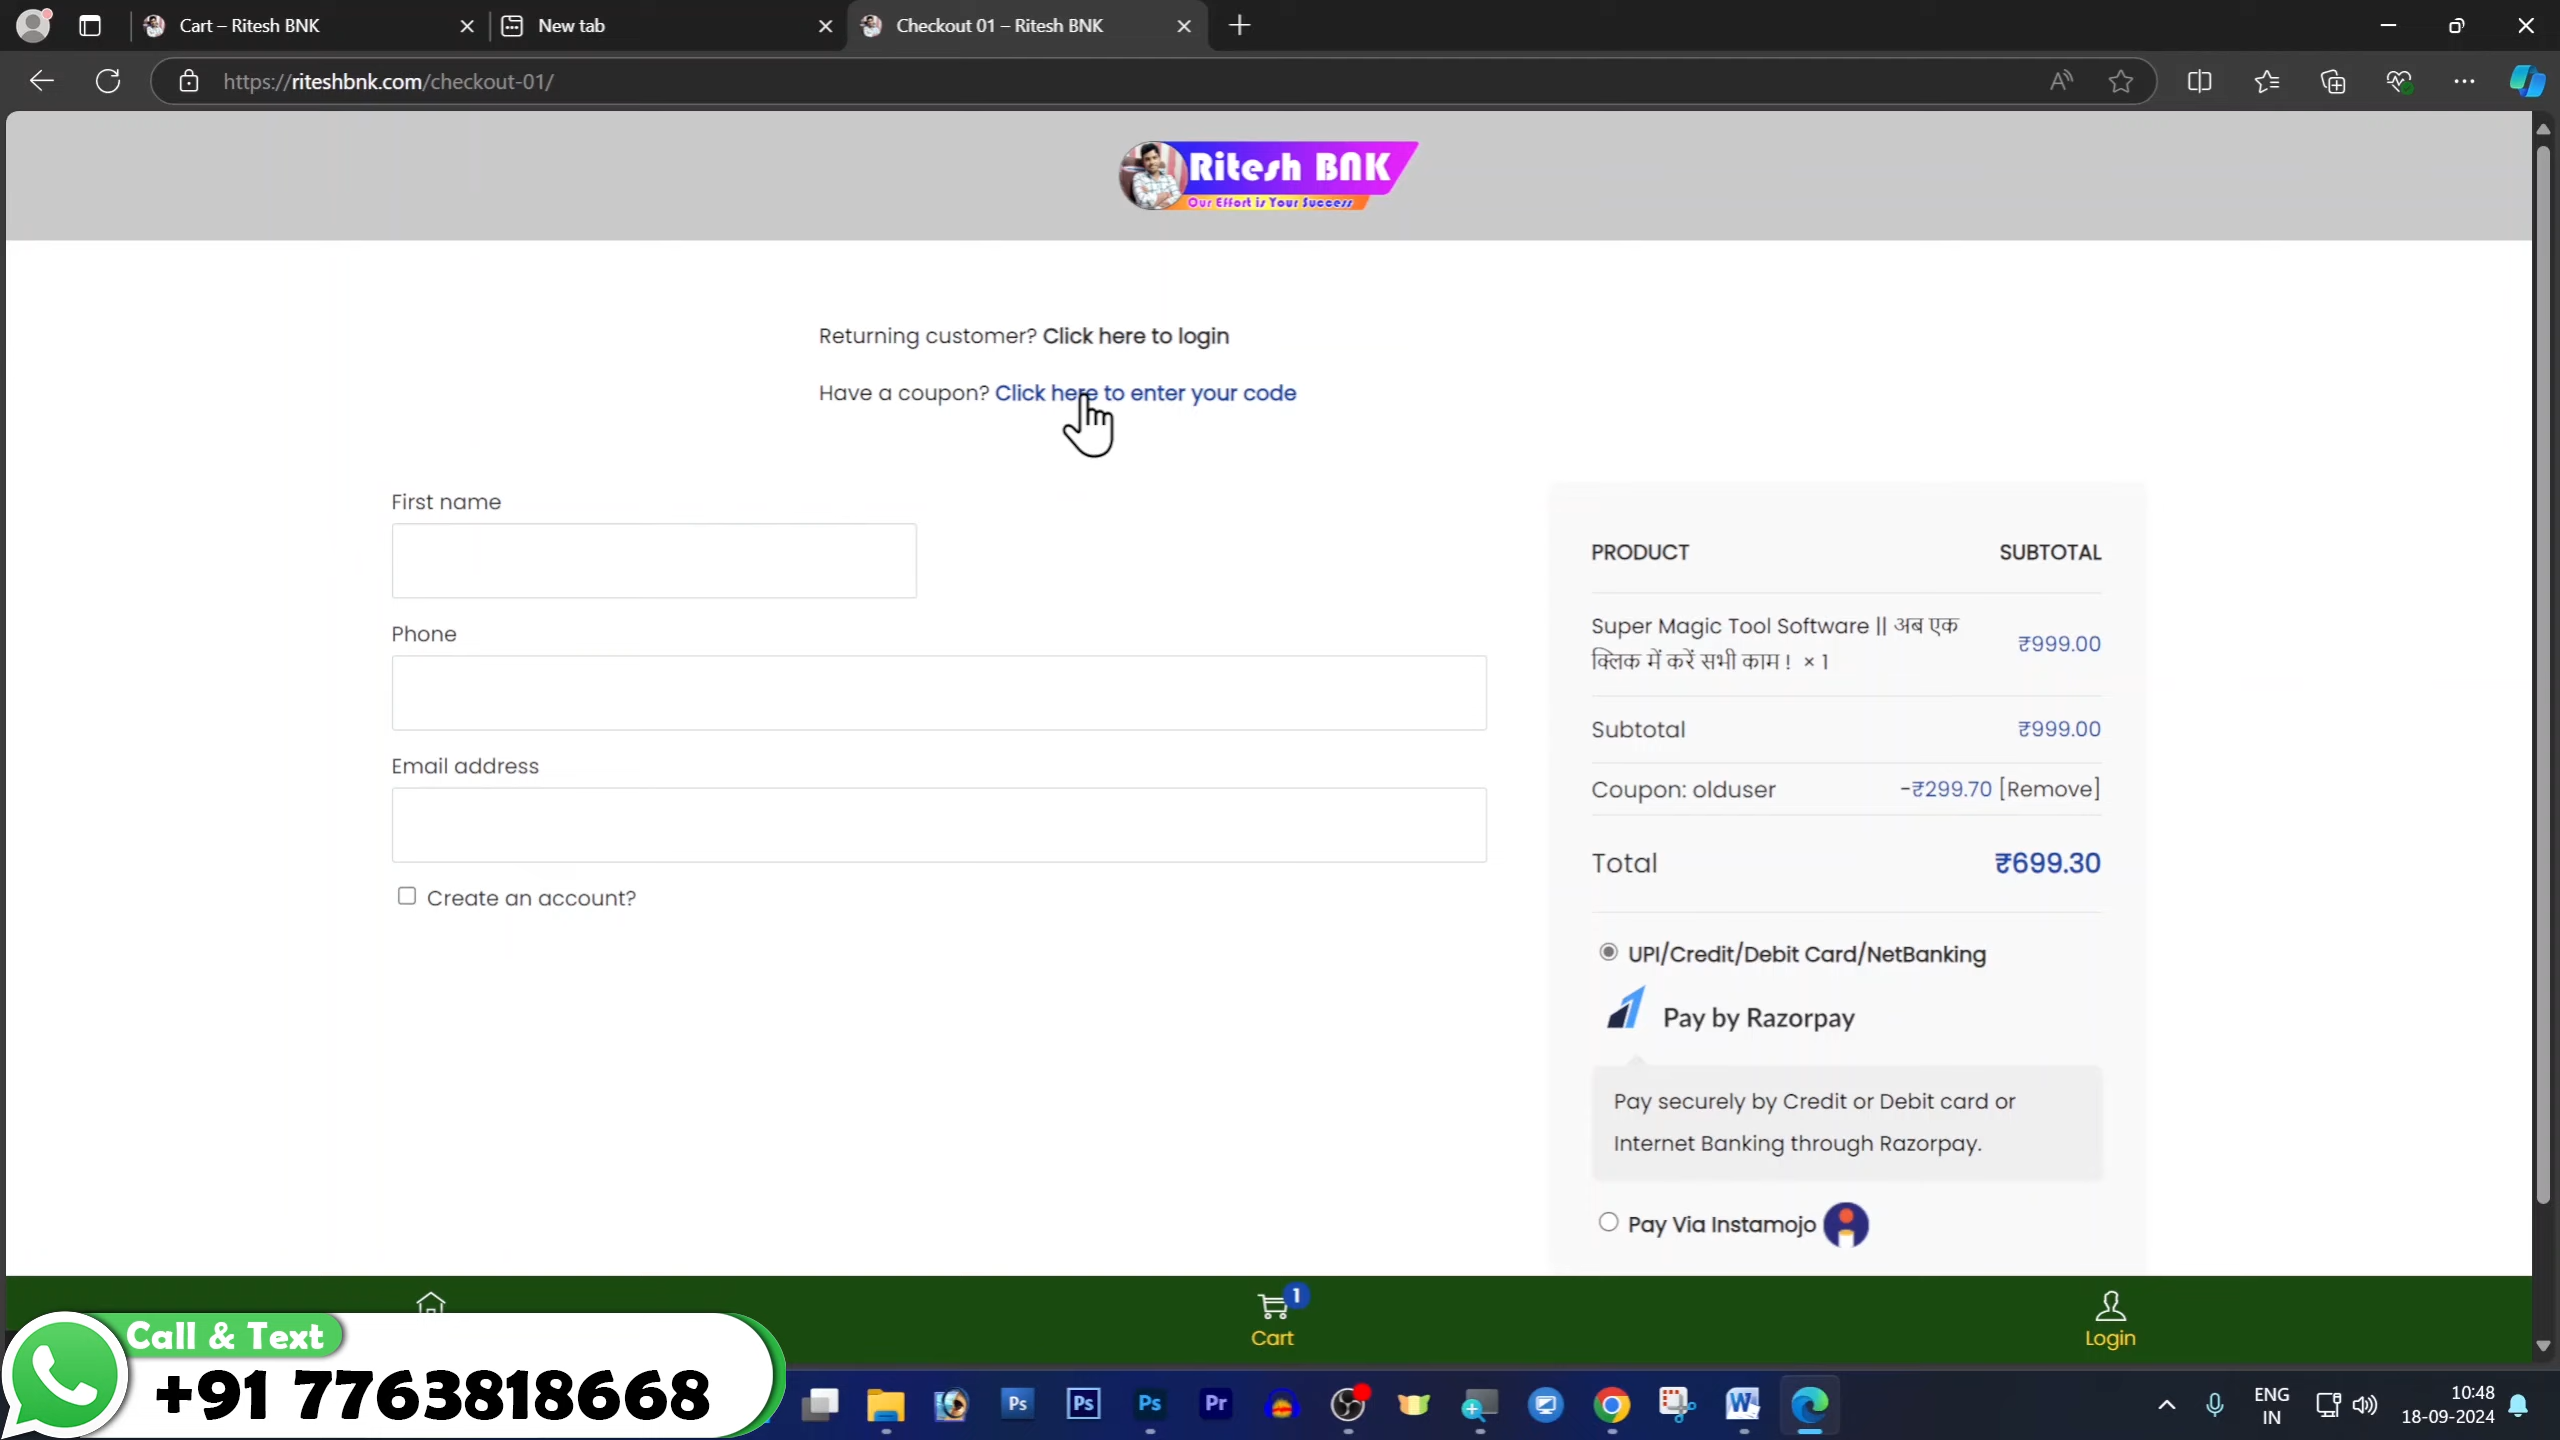 Cart – Ritesh BNK
New tab
Checkout 01 – Ritesh BNK
https://riteshbnk.com/checkout-01/
Ritesh BNK
Our Effort is Your Success
Returning customer? Click here to login
Have a coupon? Click here to enter your code
First name
Phone
Email address
Create an account?
PRODUCT SUBTOTAL
Super Magic Tool Software || अब एक
क्लिक में करें सभी काम ! × 1
₹999.00
Subtotal ₹999.00
Coupon: olduser -₹299.70 [Remove]
Total ₹699.30
UPI/Credit/Debit Card/NetBanking
Pay by Razorpay
Pay securely by Credit or Debit card or
Internet Banking through Razorpay.
Pay Via Instamojo
1
Cart
Login
Call & Text
+91 7763818668
Ps
Ps
Ps
Pr
W
ENG
IN
10:48
18-09-2024